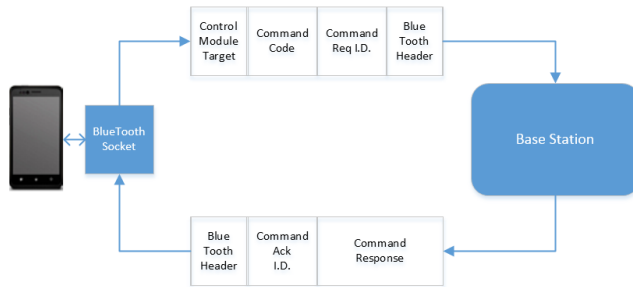 Control
Module
Target
Command
Code
Command
Req I.D.
Blue
Tooth
Header
BlueTooth
Socket
Base Station
Blue
Tooth
Header
Command
Ack
I.D.
Command
Response